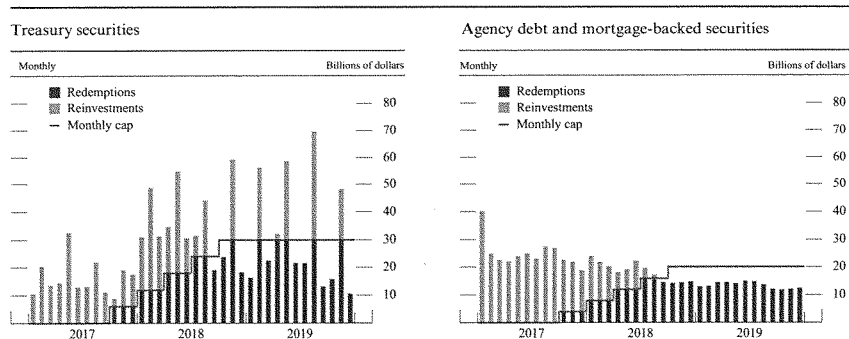 Treasury securities
Monthly
Billions of dollars
Redemptions
Reinvestments
Monthly cap
80
70
60
50
40
30
20
10
2017
2018
2019
Agency debt and mortgage-backed securities
Monthly
Billions of dollars
Redemptions
Reinvestments
Monthly cap
80
70
60
50
40
30
20
10
2017
2018
2019